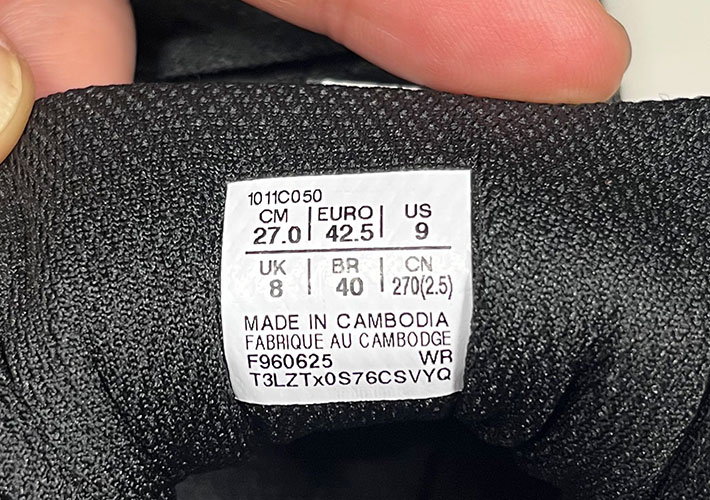 1011C050
CM | EURO | US
27.0 | 42.5 | 9
UK | BR | CN
8 | 40 | 270(2.5)
MADE IN CAMBODIA
FABRIQUE AU CAMBODGE
F960625 WR
T3LZTx0S76CSVYQ